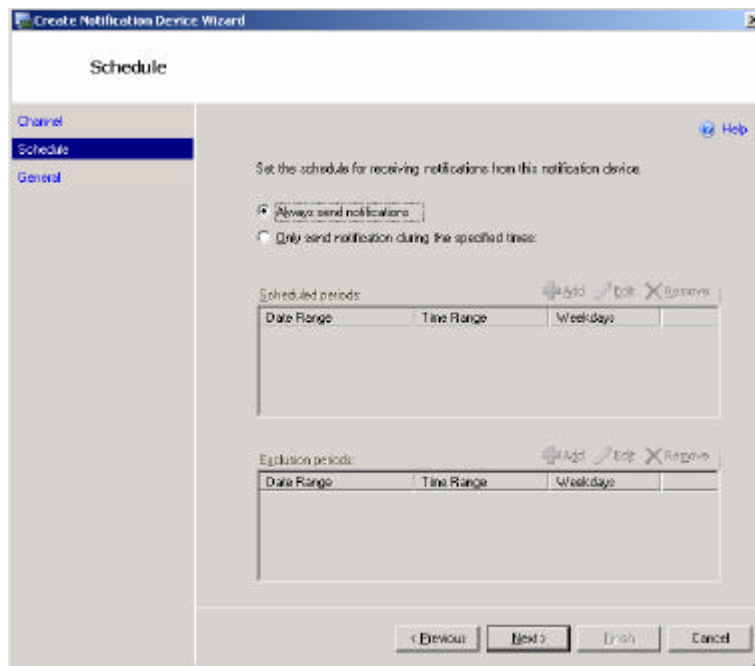 Create Notification Device Wizard
Schedule
Channel
Schedule
General
Help
Set the schedule for receiving notifications from this notification device.
Always send notifications
Only send notification during the specified times:
Scheduled periods: Add Edit Remove
Date Range Time Range Weekdays
Exclusion periods: Add Edit Remove
Date Range Time Range Weekdays
< Previous Next > Finish Cancel